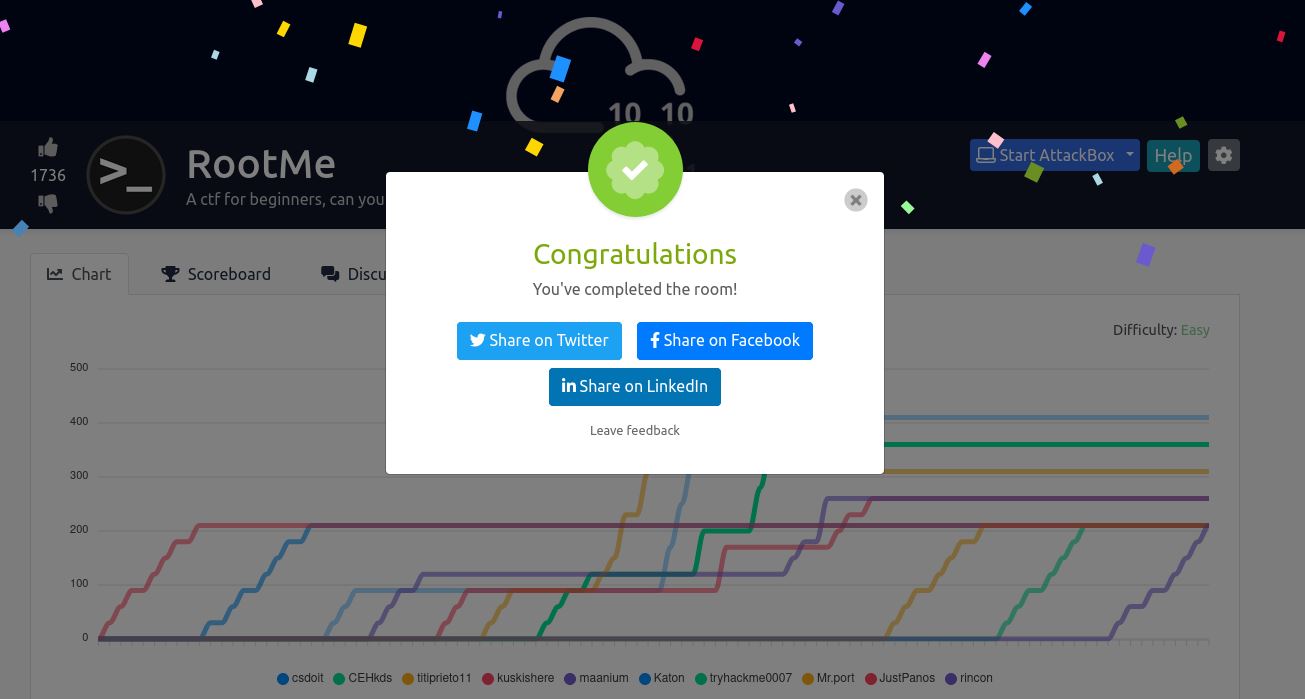 10 10
1736
>_
RootMe
A ctf for beginners, can you
Start AttackBox
Help
Chart
Scoreboard
Discu
Congratulations
You've completed the room!
Share on Twitter
Share on Facebook
Share on LinkedIn
Leave feedback
Difficulty: Easy
500
400
300
200
100
0
csdoit CEHkds titiprieto11 kuskishere maanium Katon tryhackme0007 Mr.port JustPanos rincon